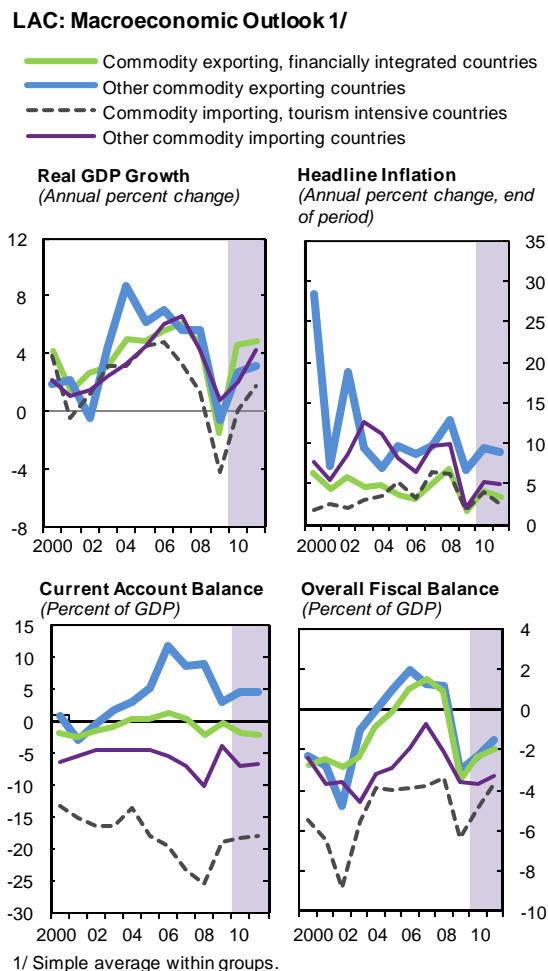 LAC: Macroeconomic Outlook 1/
Commodity exporting, financially integrated countries
Other commodity exporting countries
Commodity importing, tourism intensive countries
Other commodity importing countries
Real GDP Growth
(Annual percent change)
12
8
4
0
-4
-8
2000 02 04 06 08 10
Headline Inflation
(Annual percent change, end
of period)
35
30
25
20
15
10
5
0
2000 02 04 06 08 10
Current Account Balance
(Percent of GDP)
15
10
5
0
-5
-10
-15
-20
-25
-30
2000 02 04 06 08 10
Overall Fiscal Balance
(Percent of GDP)
4
2
0
-2
-4
-6
-8
-10
2000 02 04 06 08 10
1/ Simple average within groups.